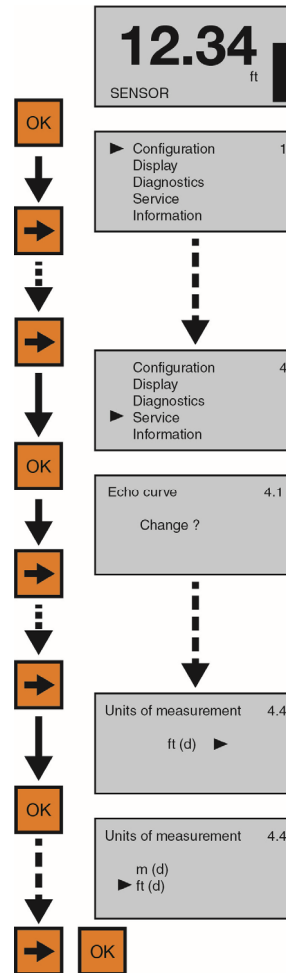 12.34
ft
SENSOR
OK
Configuration 1
Display
Diagnostics
Service
Information
Configuration 4
Display
Diagnostics
Service
Information
OK
Echo curve 4.1
Change ?
Units of measurement 4.4
ft (d)
OK
Units of measurement 4.4
m (d)
ft (d)
OK